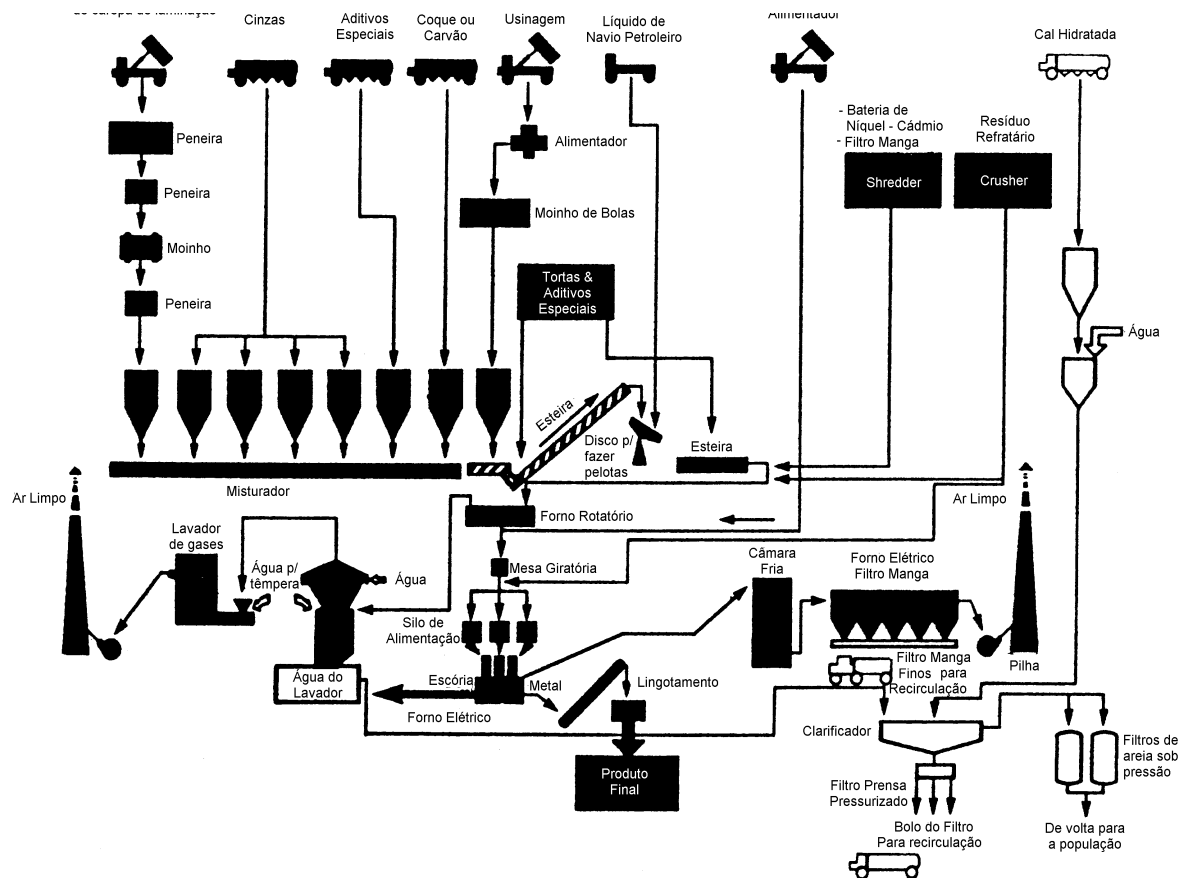 de carepa de laminação
Cinzas
Aditivos
Especiais
Coque ou
Carvão
Usinagem
Líquido de
Navio Petroleiro
Alimentador
Cal Hidratada
- Bateria de
Níquel - Cádmio
- Filtro Manga
Resíduo
Refratário
Peneira
Alimentador
Shredder
Crusher
Peneira
Moinho de Bolas
Moinho
Tortas &
Aditivos
Especiais
Peneira
Água
Esteira
Disco p/
fazer
pelotas
Esteira
Misturador
Ar Limpo
Ar Limpo
Forno Rotatório
Lavador
de gases
Água p/
têmpera
Água
Mesa Giratória
Câmara
Fria
Forno Elétrico
Filtro Manga
Silo de
Alimentação
Pilha
Filtro Manga
Finos para
Recirculação
Água do
Lavador
Escória
Metal
Lingotamento
Forno Elétrico
Clarificador
Filtros de
areia sob
pressão
Produto
Final
Filtro Prensa
Pressurizado
Bolo do Filtro
Para recirculação
De volta para
a população